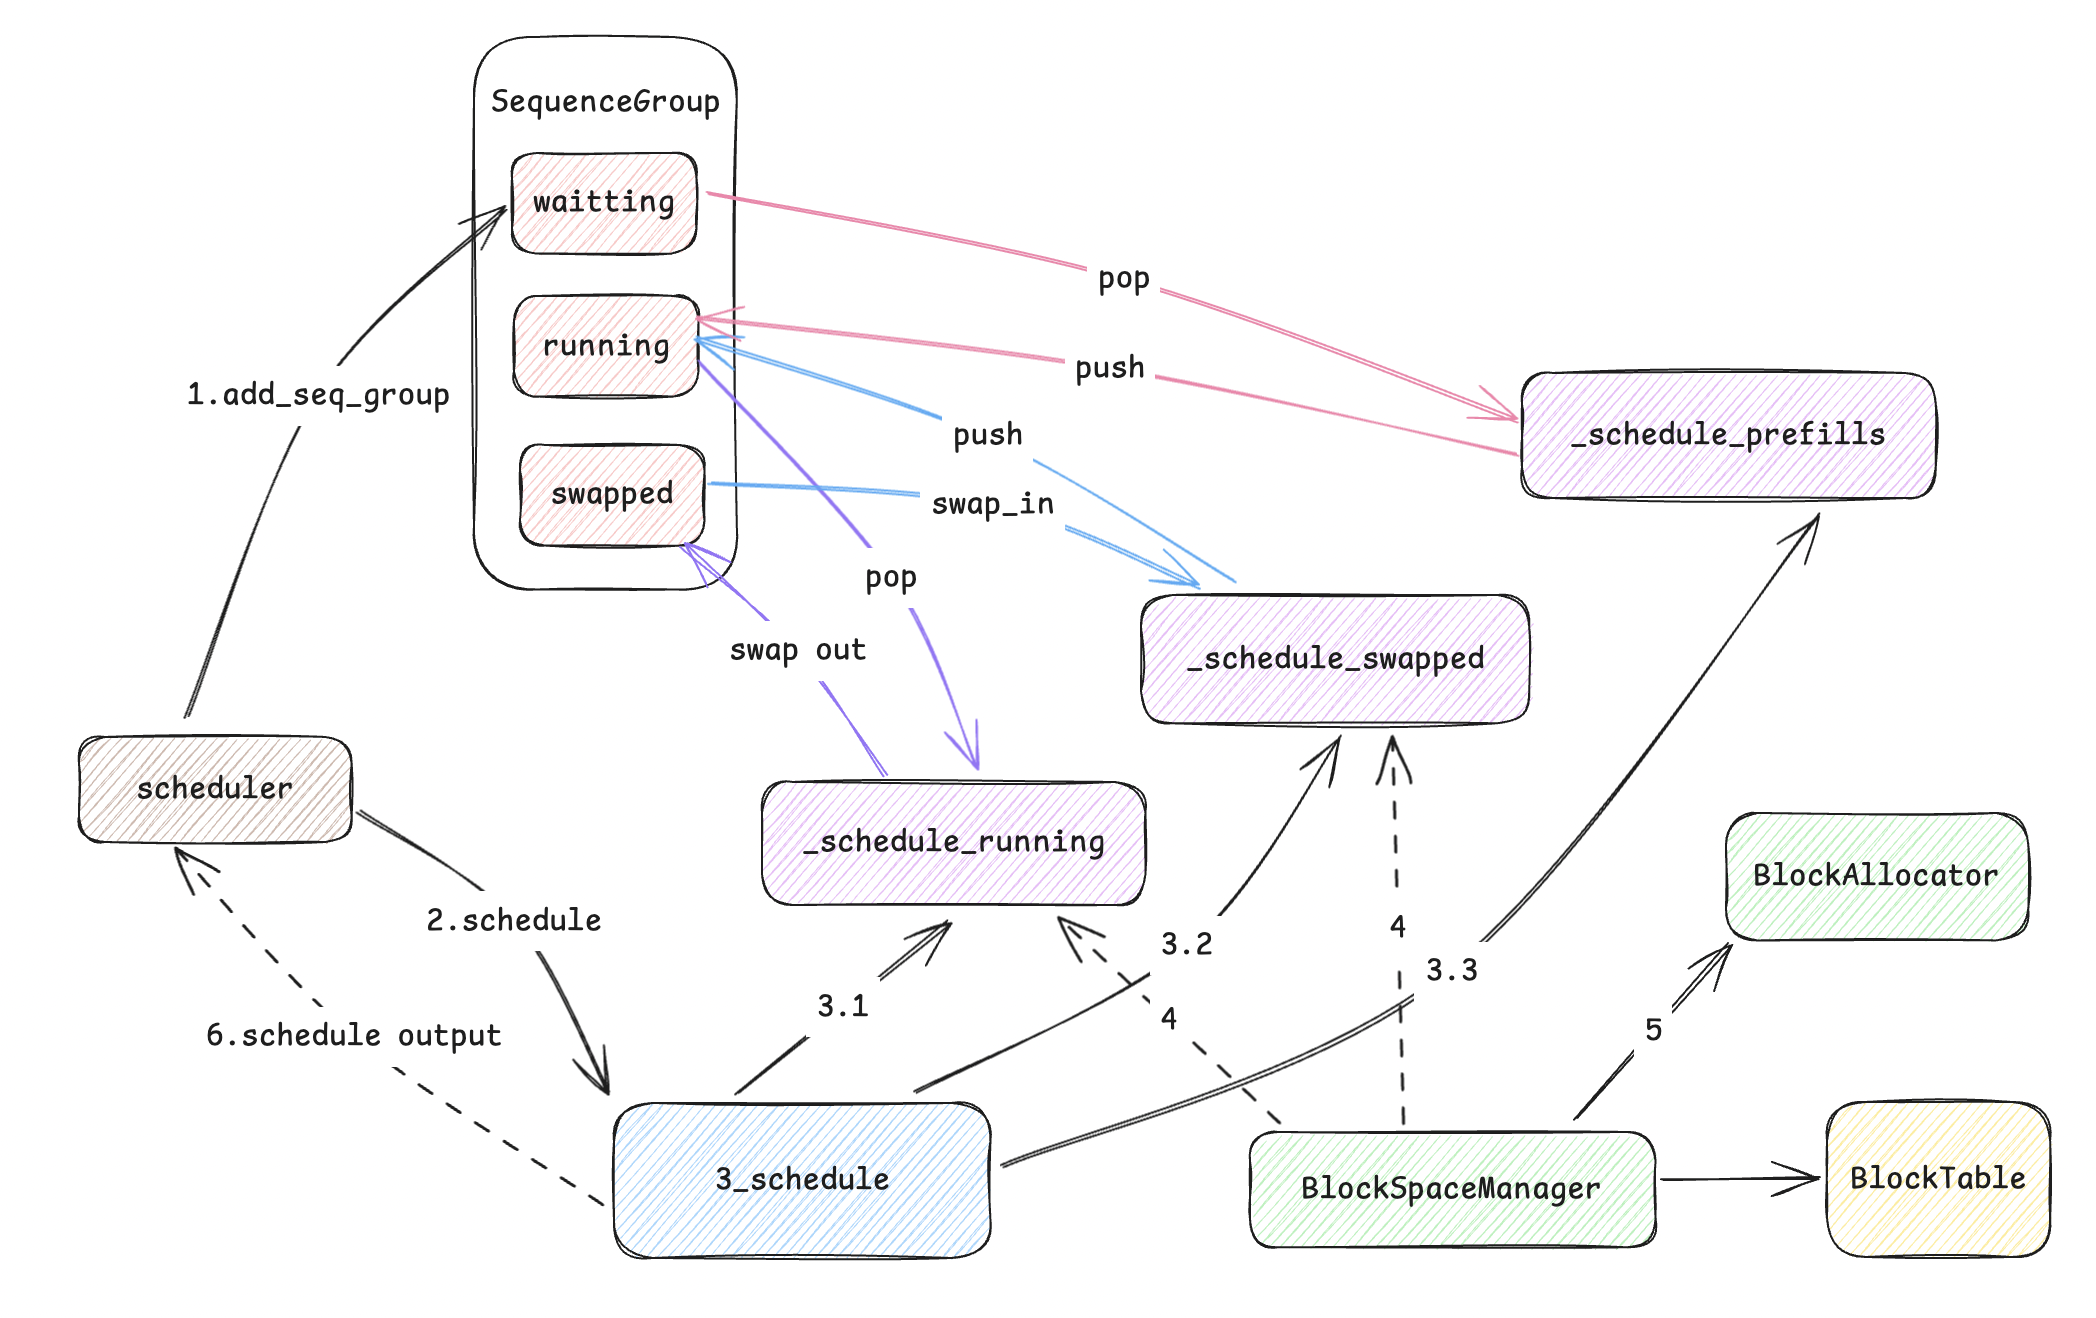 SequenceGroup
waitting
pop
running
push
1.add_seq_group
push
_schedule_prefills
swapped
swap_in
pop
swap out
_schedule_swapped
scheduler
_schedule_running
BlockAllocator
2.schedule
4
3.2
3.3
3.1
4
5
6.schedule output
3_schedule
BlockSpaceManager
BlockTable